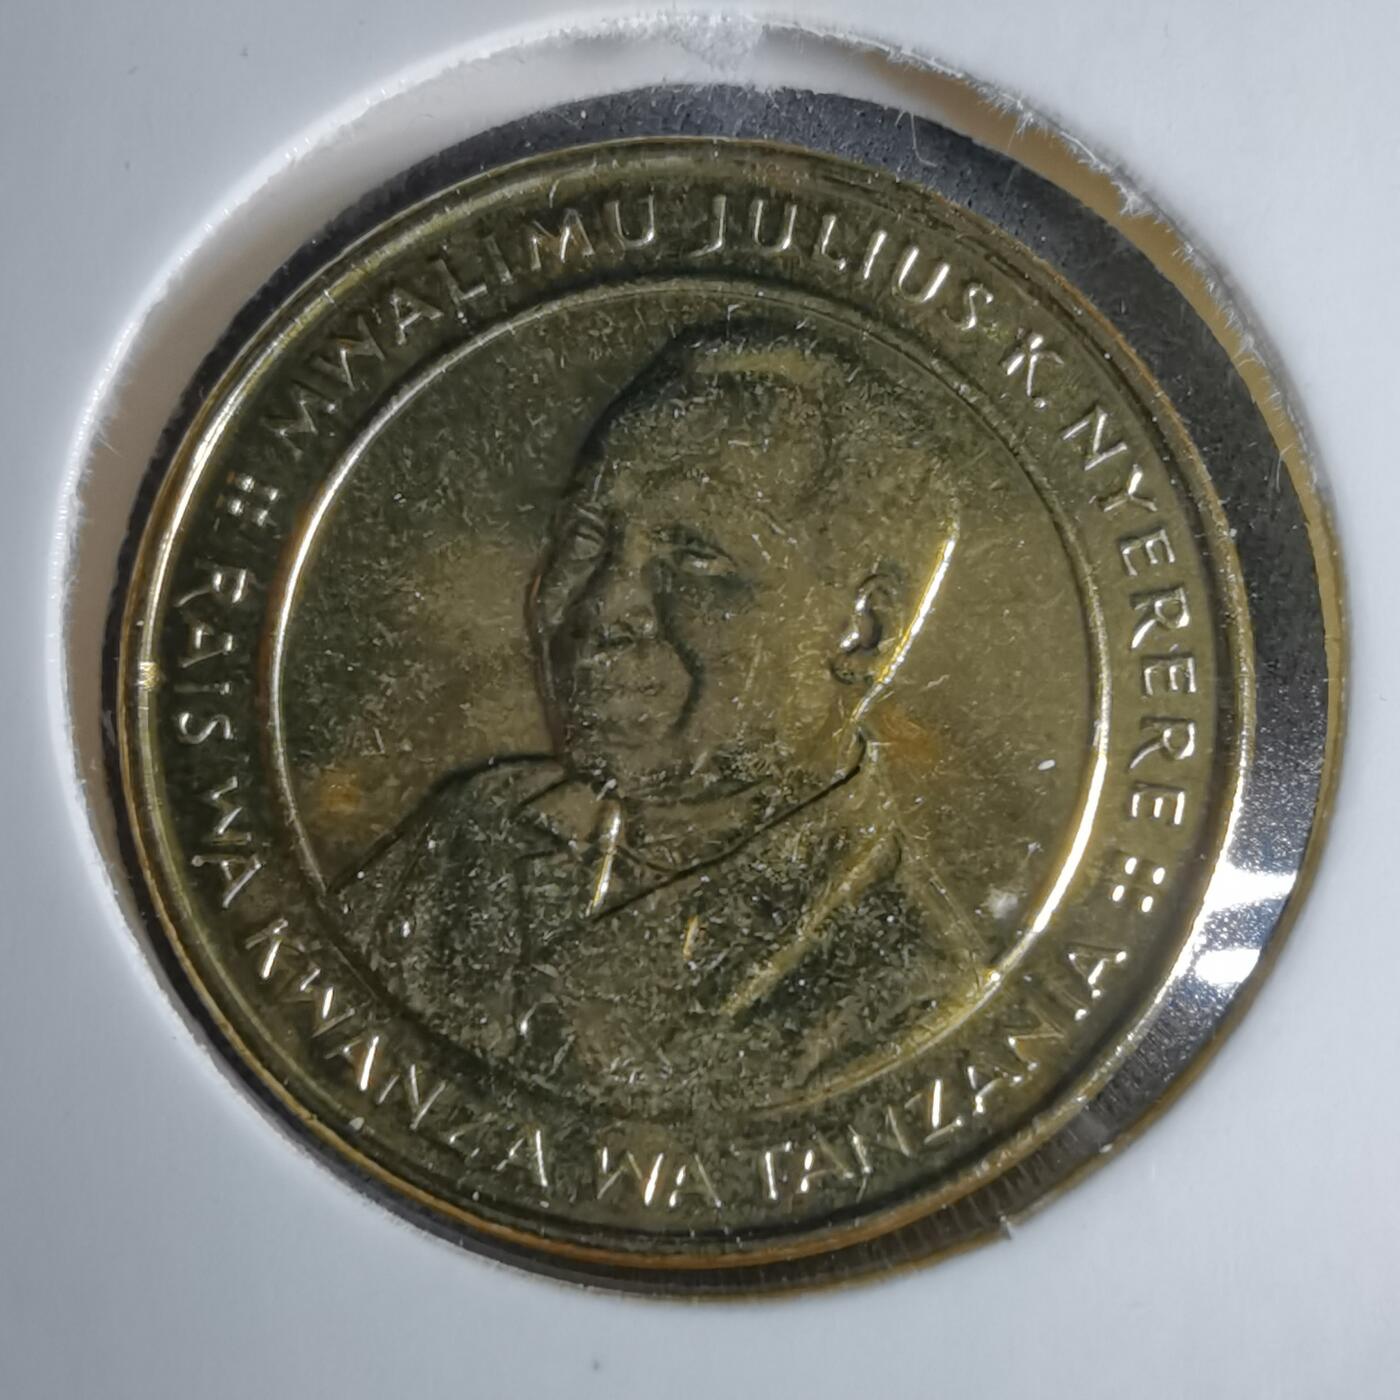 MWALIMU JULIUS K. NYERERE
RAIS WA KWANZA WA TANZANIA